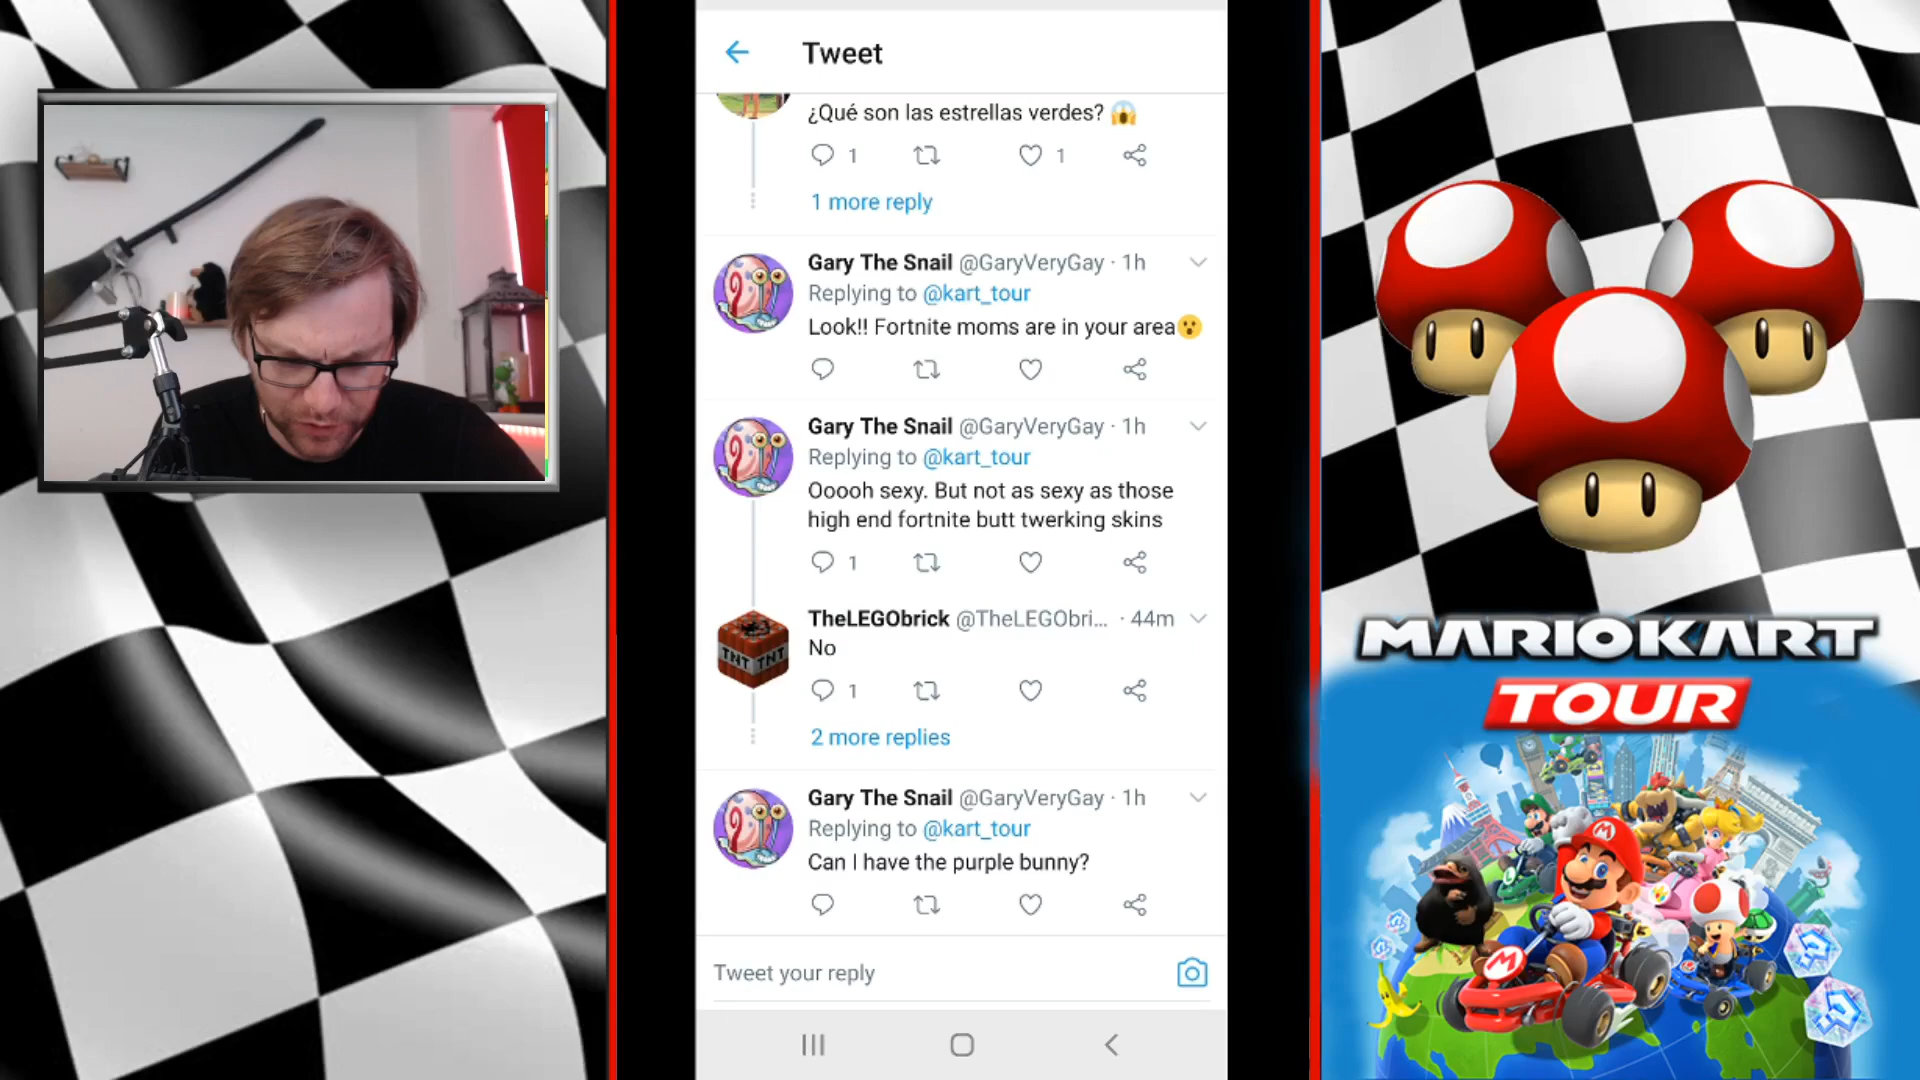 Tweet
¿Qué son las estrellas verdes? 😱
1 1
1 more reply
Gary The Snail @GaryVeryGay · 1h
Replying to @kart_tour
Look!! Fortnite moms are in your area😮
Gary The Snail @GaryVeryGay · 1h
Replying to @kart_tour
Ooooh sexy. But not as sexy as those
high end fortnite butt twerking skins
1
TheLEGObrick @TheLEGObri... · 44m
No
1
2 more replies
Gary The Snail @GaryVeryGay · 1h
Replying to @kart_tour
Can I have the purple bunny?
Tweet your reply
TNT TNT
MARIOKART
TOUR
M
M